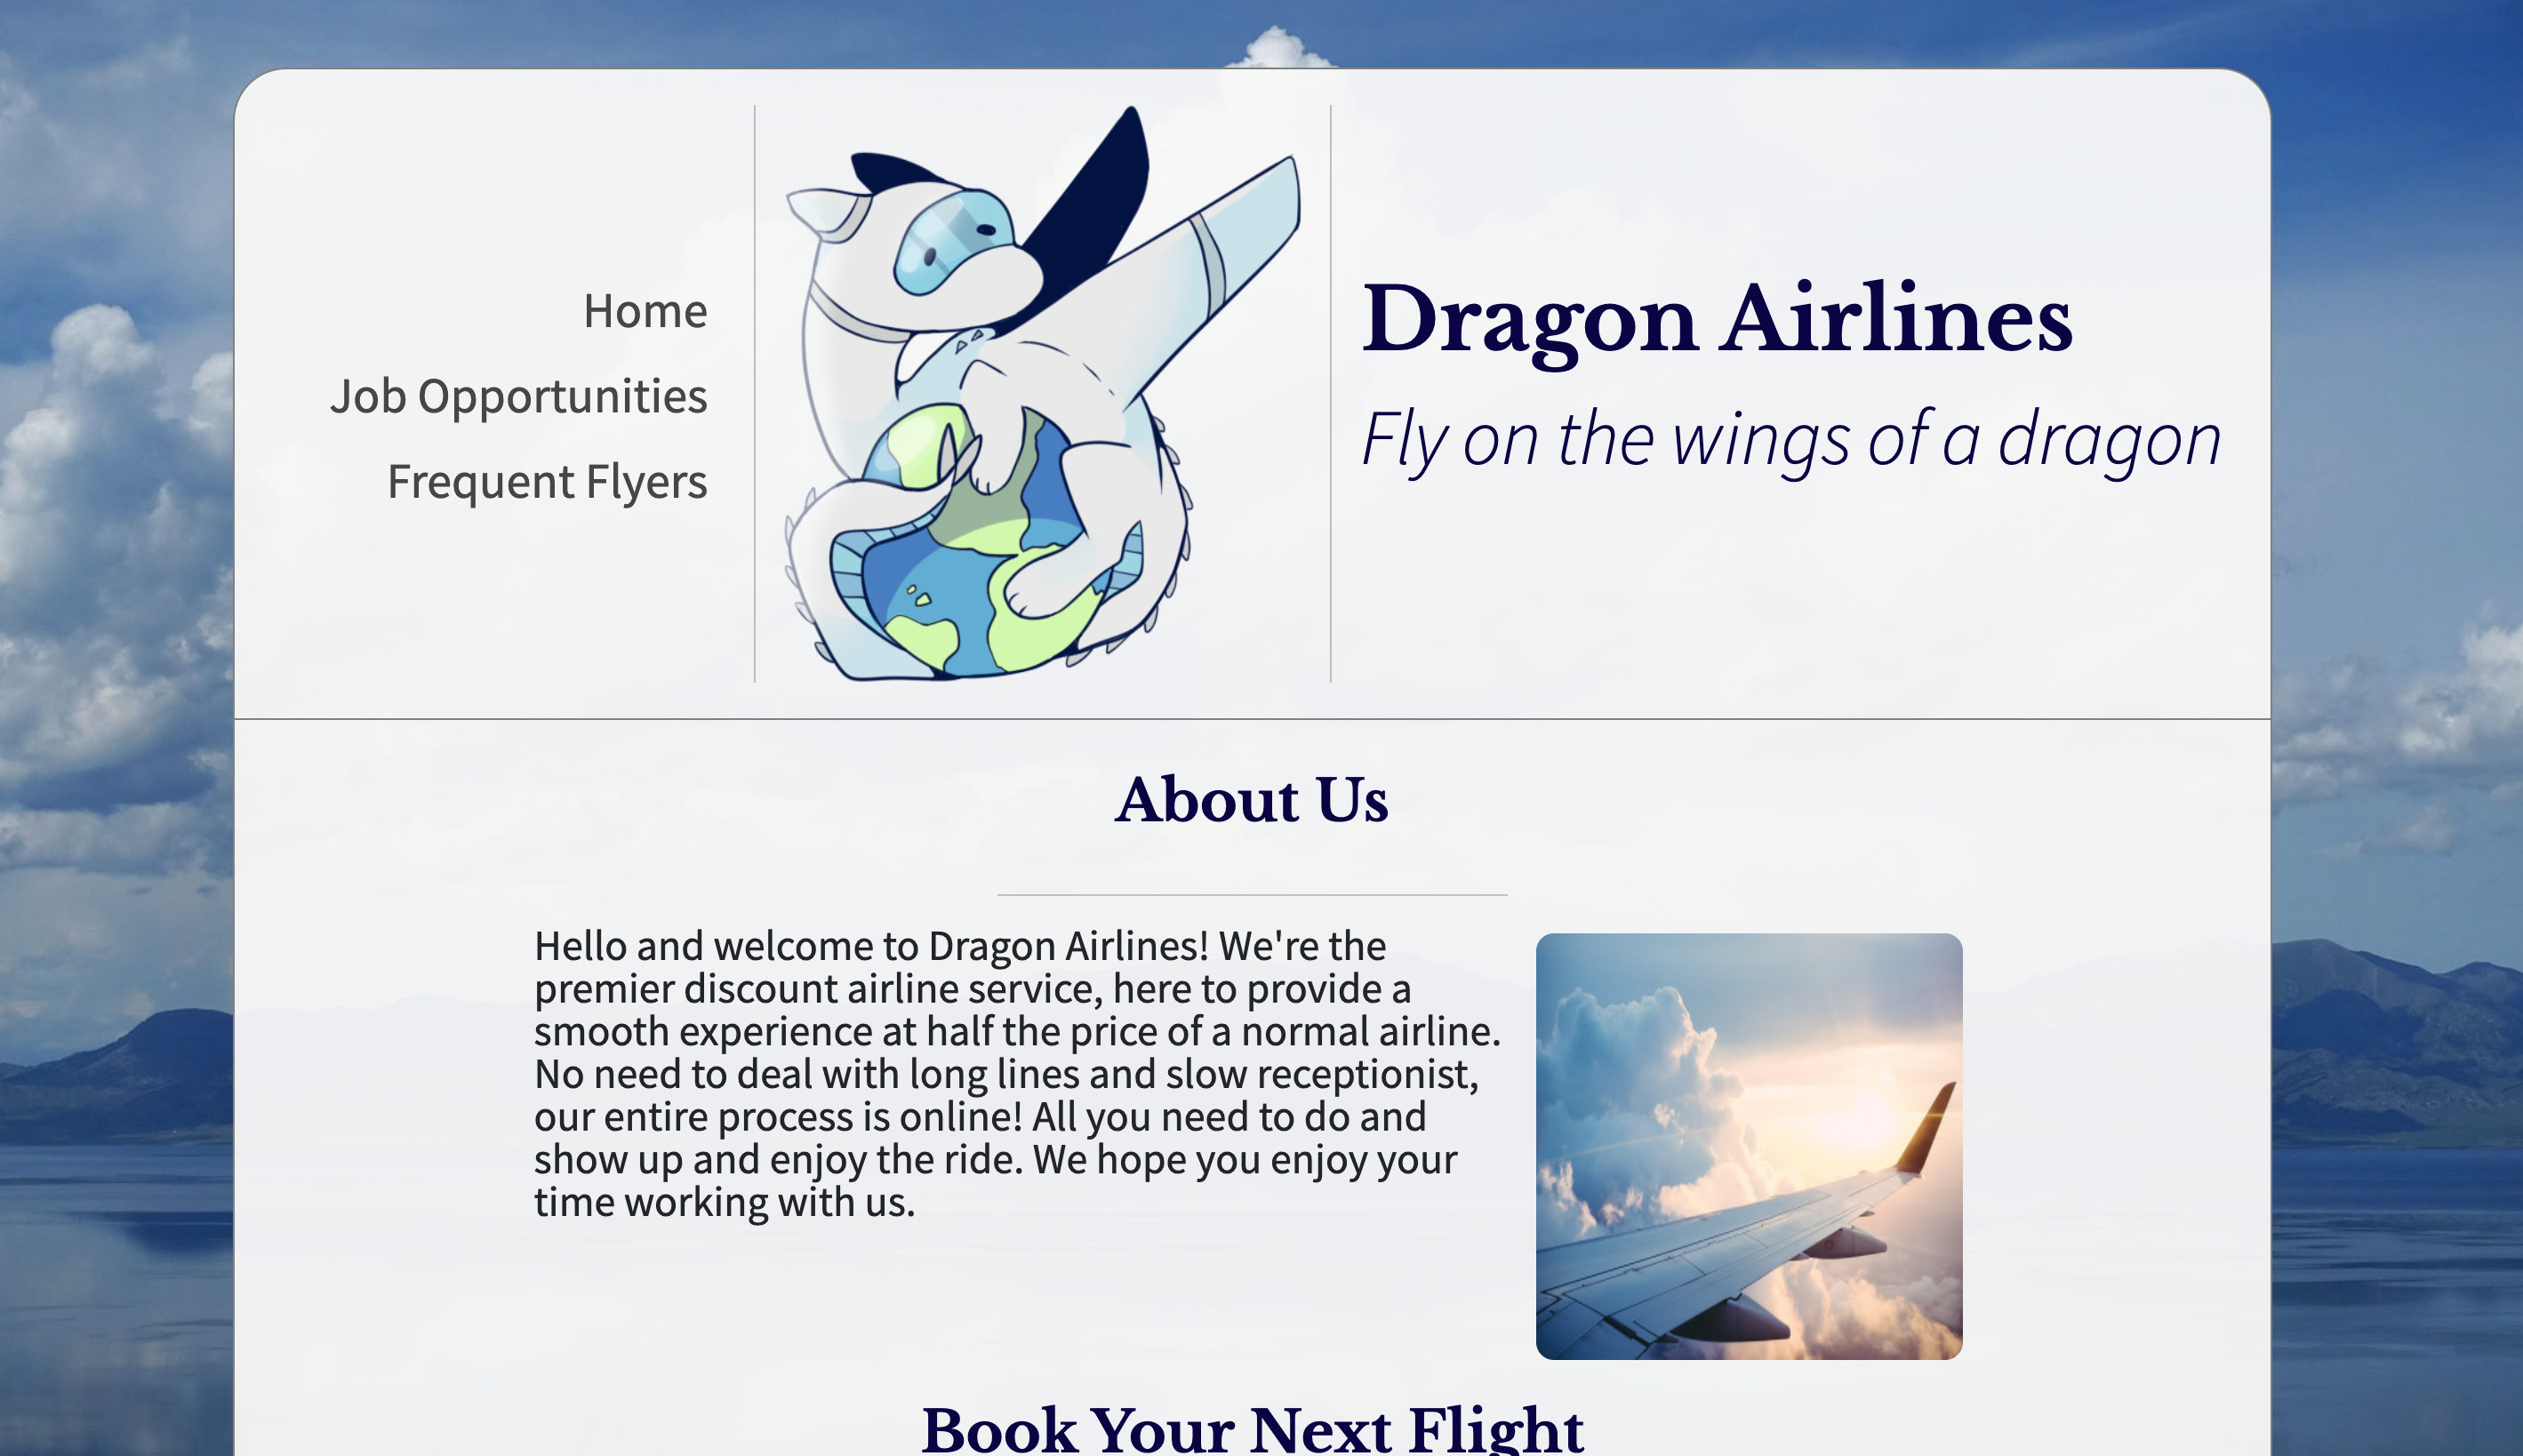 Home
Job Opportunities
Frequent Flyers
Dragon Airlines
Fly on the wings of a dragon
About Us
Hello and welcome to Dragon Airlines! We're the
premier discount airline service, here to provide a
smooth experience at half the price of a normal airline.
No need to deal with long lines and slow receptionist,
our entire process is online! All you need to do and
show up and enjoy the ride. We hope you enjoy your
time working with us.
Book Your Next Flight